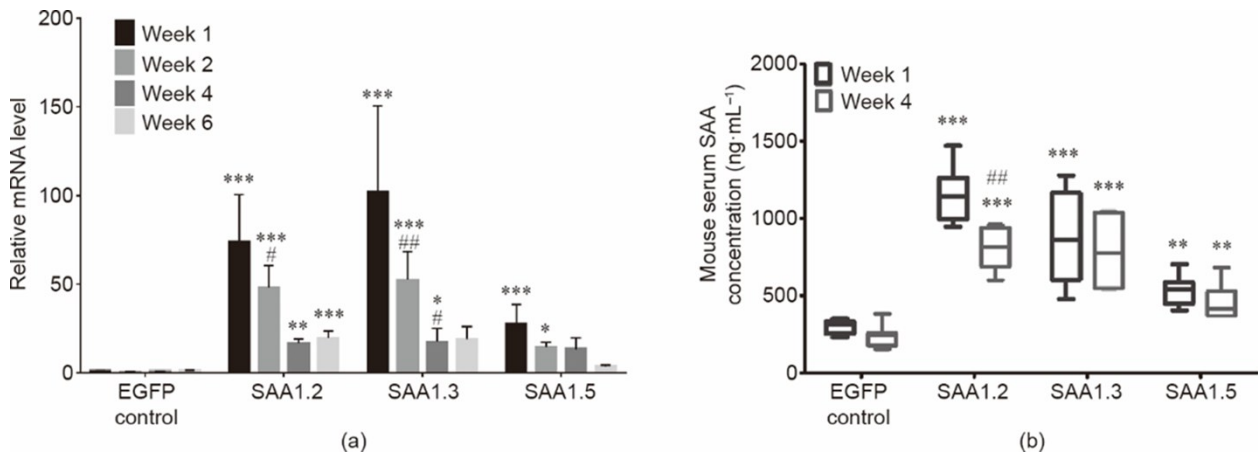 200
150
100
50
0
Relative mRNA level
Week 1
Week 2
Week 4
Week 6
***
***
#
**
***
***
***
##
*
#
***
*
EGFP
control
SAA1.2
SAA1.3
SAA1.5
(a)
2000
1500
1000
500
0
Mouse serum SAA
concentration (ng·mL−1)
Week 1
Week 4
***
##
***
***
***
**
**
EGFP
control
SAA1.2
SAA1.3
SAA1.5
(b)